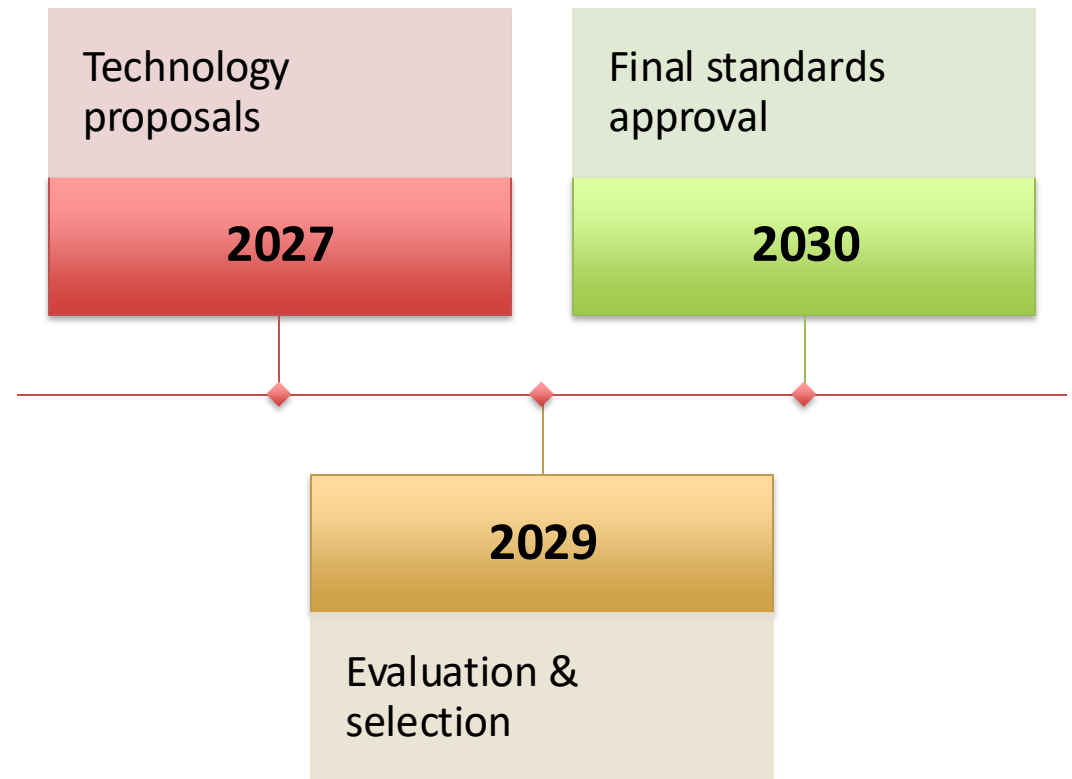 Technology
proposals
2027
Final standards
approval
2030
2029
Evaluation &
selection